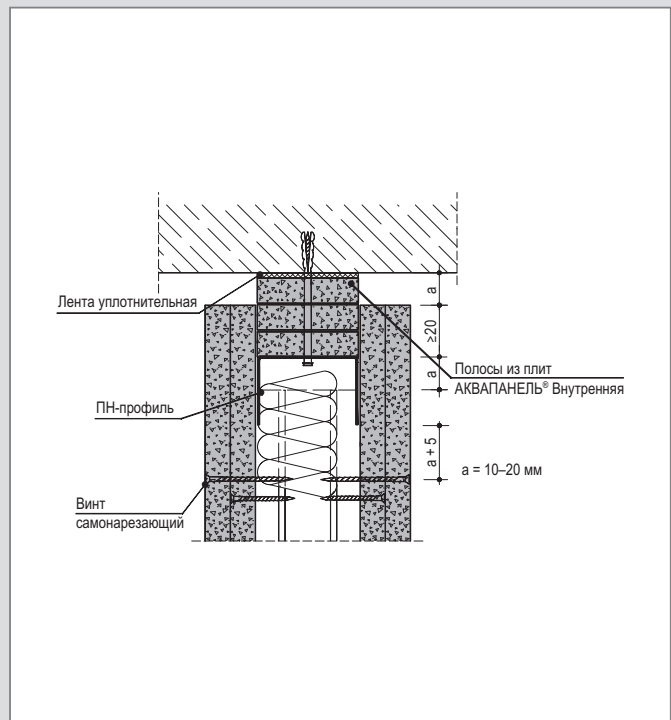 Лента уплотнительная
a
≥20
a
Полосы из плит
АКВАПАНЕЛЬ® Внутренняя
ПН-профиль
a + 5
a = 10–20 мм
Винт
самонарезающий